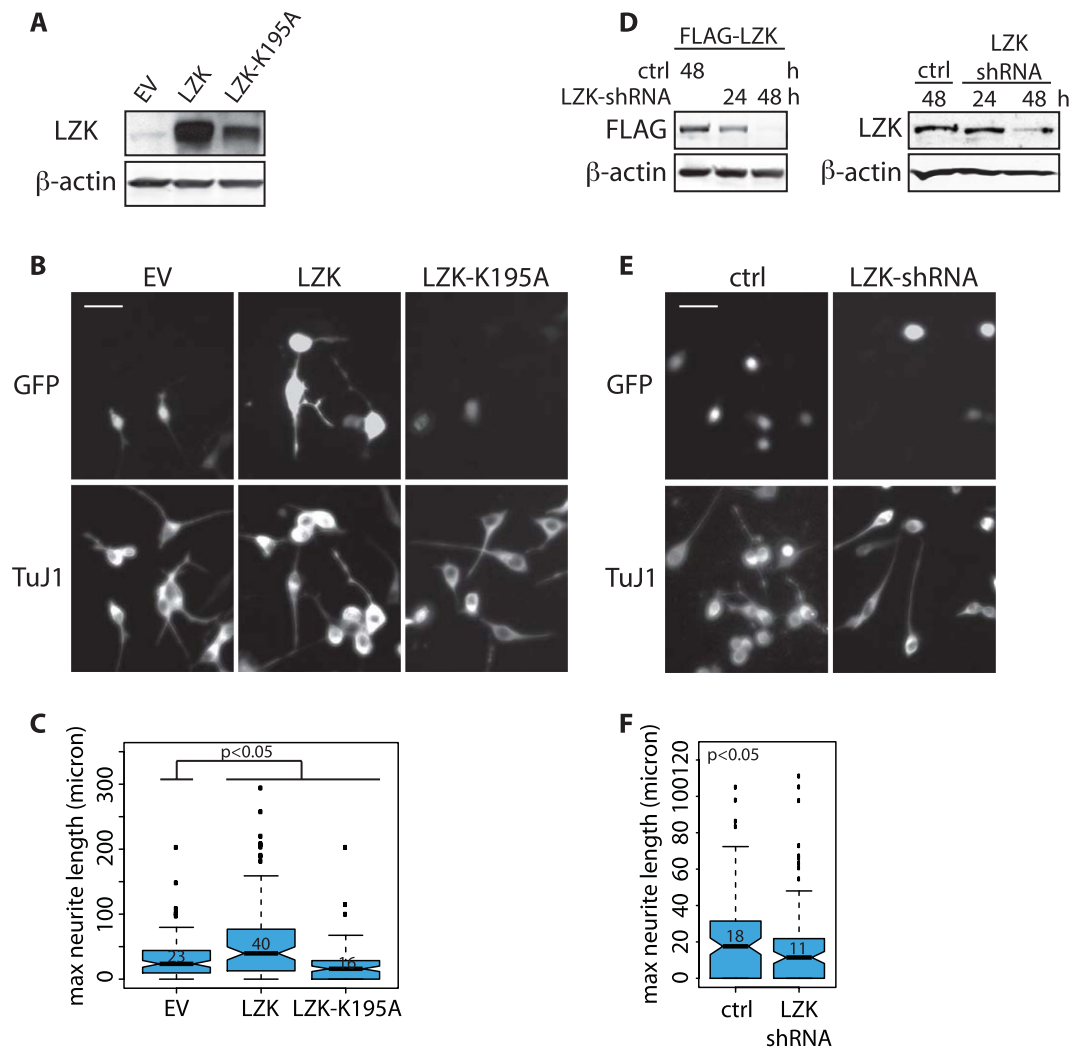 A
EV LZK LZK-K195A
LZK
β-actin
B
EV LZK LZK-K195A
GFP
TuJ1
C
max neurite length (micron)
0 100 200 300
p<0.05
23 40 16
EV LZK LZK-K195A
D
FLAG-LZK
ctrl 48 h
LZK-shRNA 24 48 h
FLAG
β-actin
LZK
ctrl shRNA
48 24 48 h
LZK
β-actin
E
ctrl LZK-shRNA
GFP
TuJ1
F
max neurite length (micron)
0 20 40 60 80 100 120
p<0.05
18 11
ctrl LZK
shRNA